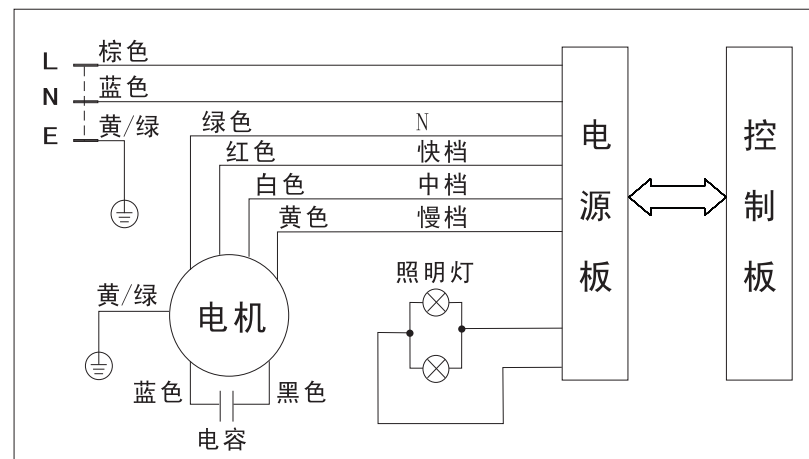 L 棕色
N 蓝色
E 黄/绿
绿色 N
红色 快档
白色 中档
黄色 慢档
电源板
控制板
照明灯
黄/绿
电机
蓝色
黑色
电容